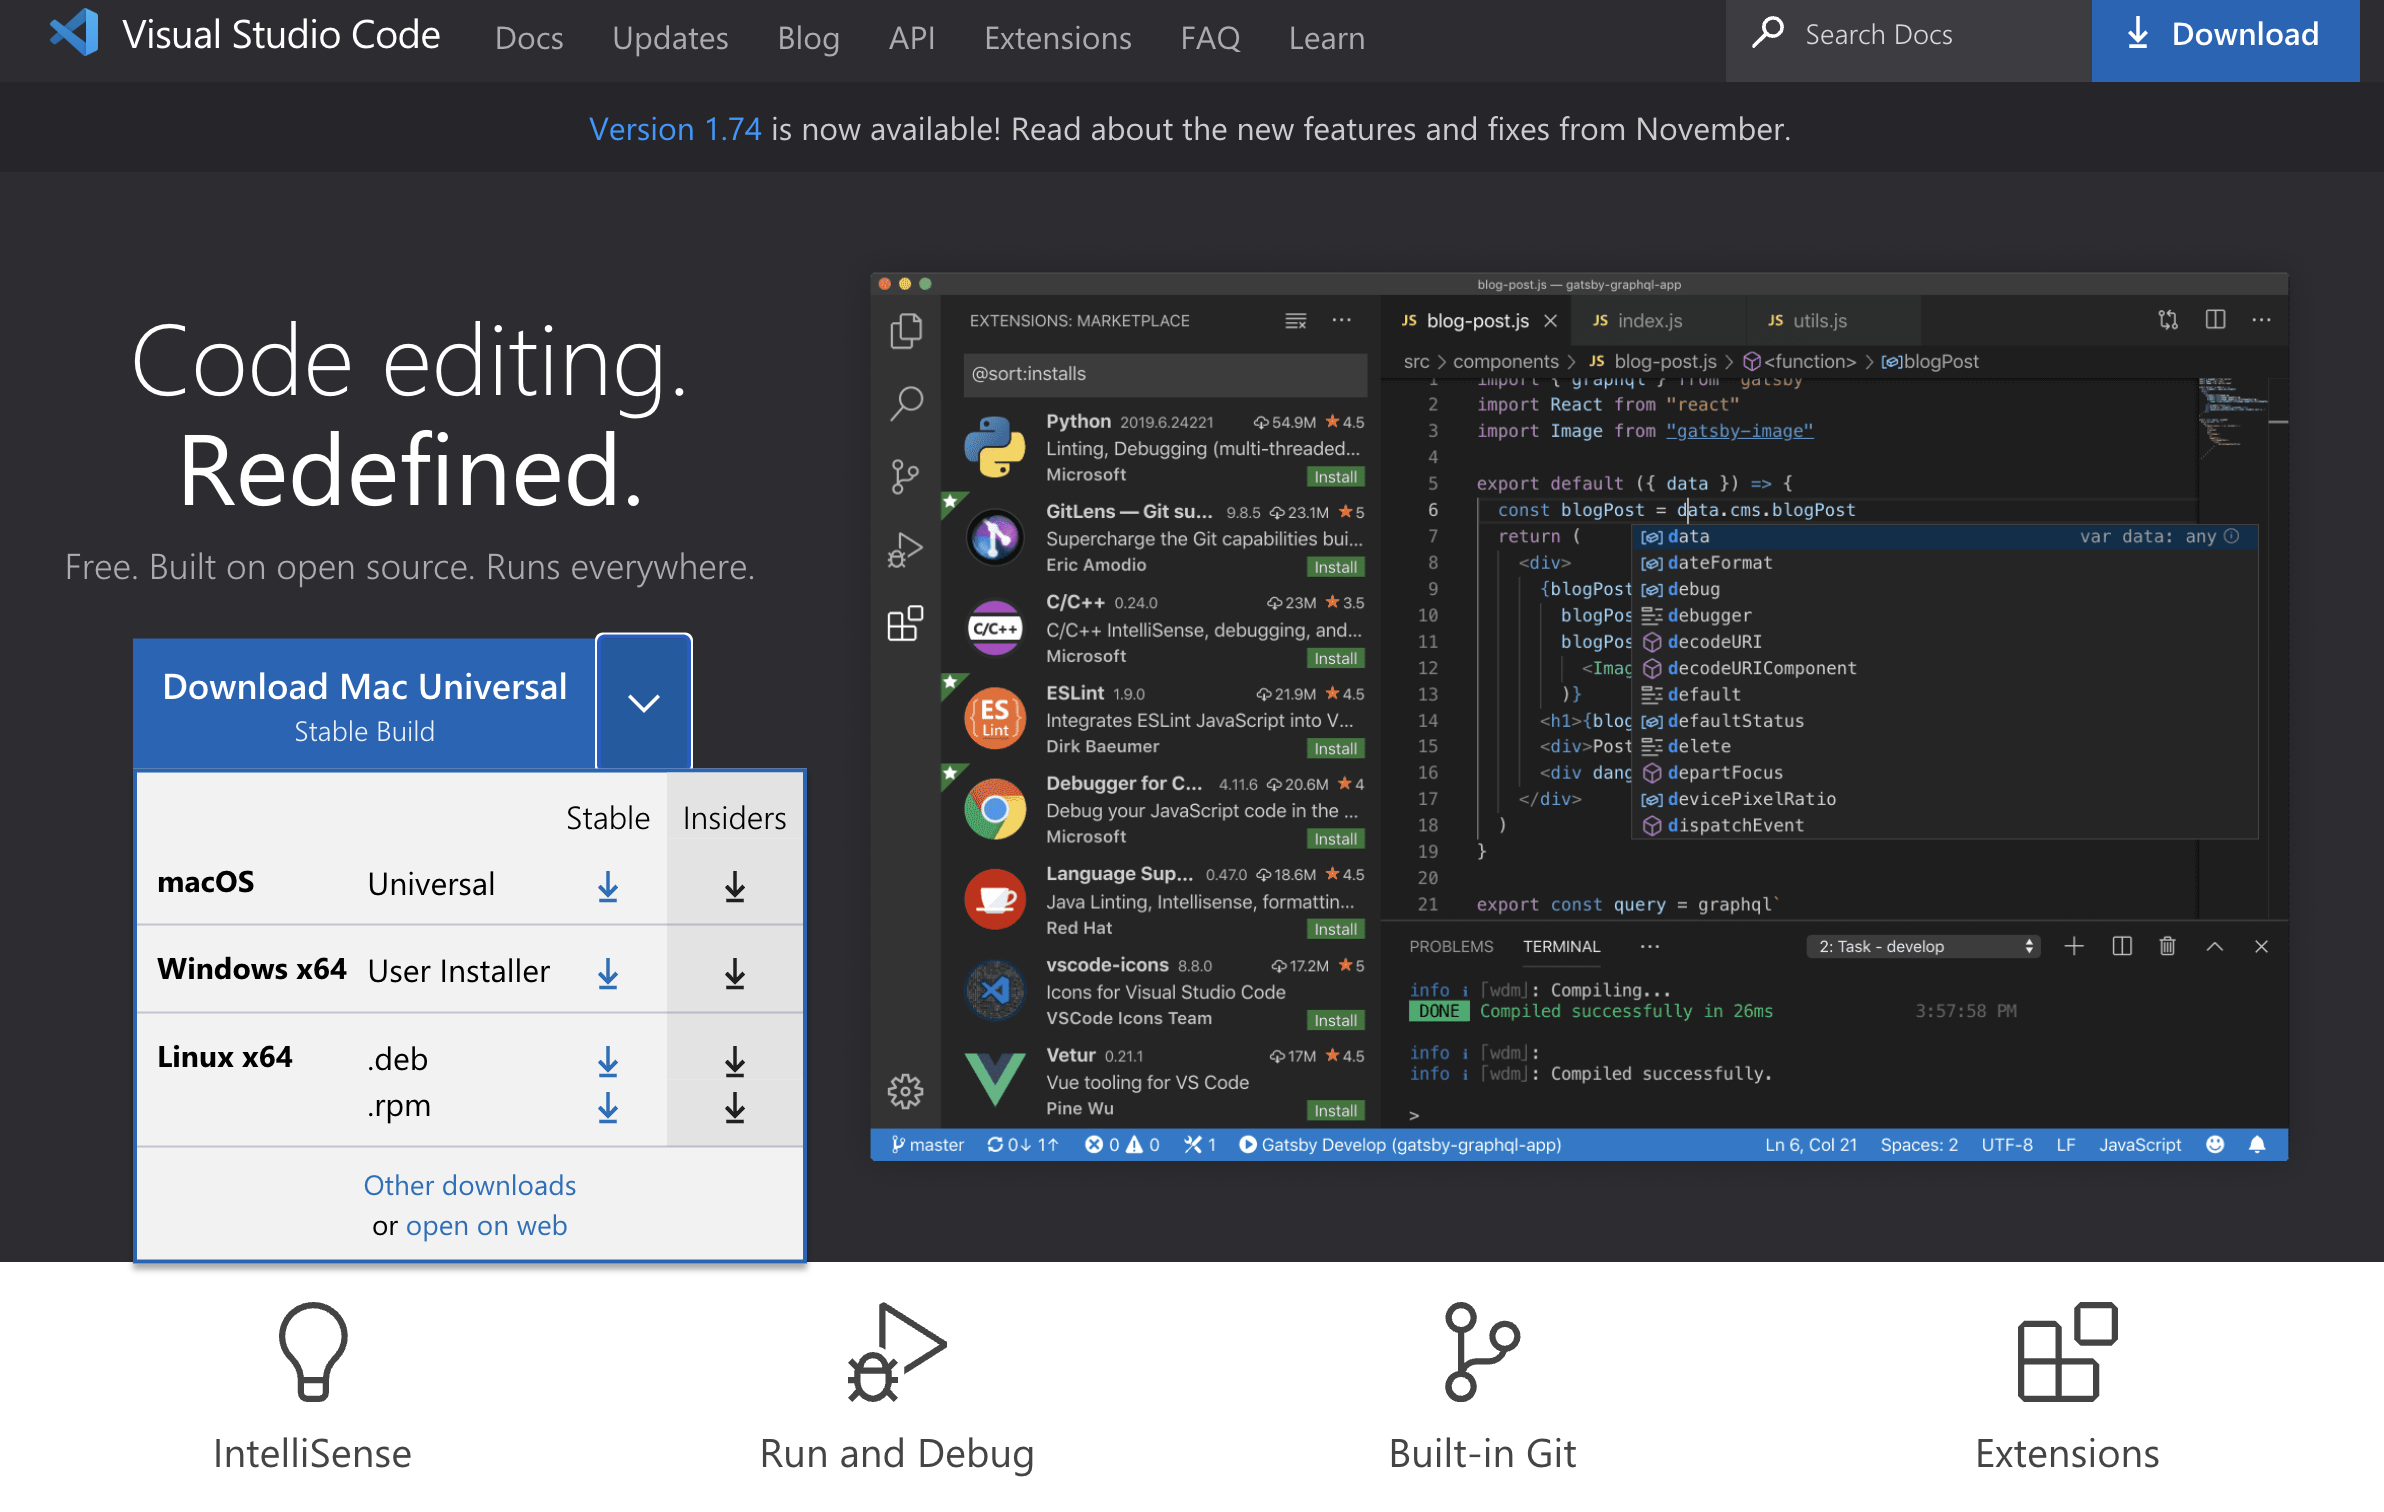 Visual Studio Code Docs Updates Blog API Extensions FAQ Learn Search Docs Download
Version 1.74 is now available! Read about the new features and fixes from November.
Code editing.
Redefined.
Free. Built on open source. Runs everywhere.
Download Mac Universal
Stable Build
Stable Insiders
macOS Universal
Windows x64 User Installer
Linux x64 .deb
.rpm
Other downloads
or open on web
blog-post.js — gatsby-graphql-app
EXTENSIONS: MARKETPLACE ···
@sort:installs
Python 2019.6.24221 54.9M 4.5
Linting, Debugging (multi-threaded...
Microsoft Install
GitLens — Git su... 9.8.5 23.1M 5
Supercharge the Git capabilities bui...
Eric Amodio Install
C/C++
C/C++ 0.24.0 23M 3.5
C/C++ IntelliSense, debugging, and...
Microsoft Install
ES
Lint
ESLint 1.9.0 21.9M 4.5
Integrates ESLint JavaScript into V...
Dirk Baeumer Install
Debugger for C... 4.11.6 20.6M 4
Debug your JavaScript code in the ...
Microsoft Install
Language Sup... 0.47.0 18.6M 4.5
Java Linting, Intellisense, formattin...
Red Hat Install
vscode-icons 8.8.0 17.2M 5
Icons for Visual Studio Code
VSCode Icons Team Install
Vetur 0.21.1 17M 4.5
Vue tooling for VS Code
Pine Wu Install
JS blog-post.js JS index.js JS utils.js ···
src > components > JS blog-post.js > <function> > blogPost
1 import { graphql } from "gatsby"
2 import React from "react"
3 import Image from "gatsby-image"
4
5 export default ({ data }) => {
6 const blogPost = data.cms.blogPost
7 return (
8 <div>
9 {blogPost
10 blogPos
11 blogPos
12 <Imag
13 )}
14 <h1>{blog
15 <div>Post
16 <div dang
17 </div>
18 )
19 }
20
21 export const query = graphql`
data var data: any
dateFormat
debug
debugger
decodeURI
decodeURIComponent
default
defaultStatus
delete
departFocus
devicePixelRatio
dispatchEvent
PROBLEMS TERMINAL ··· 2: Task - develop
info i ｢wdm｣: Compiling...
DONE Compiled successfully in 26ms 3:57:58 PM
info i ｢wdm｣:
info i ｢wdm｣: Compiled successfully.
>
master 0↓ 1↑ 0 0 1 Gatsby Develop (gatsby-graphql-app) Ln 6, Col 21 Spaces: 2 UTF-8 LF JavaScript
IntelliSense Run and Debug Built-in Git Extensions